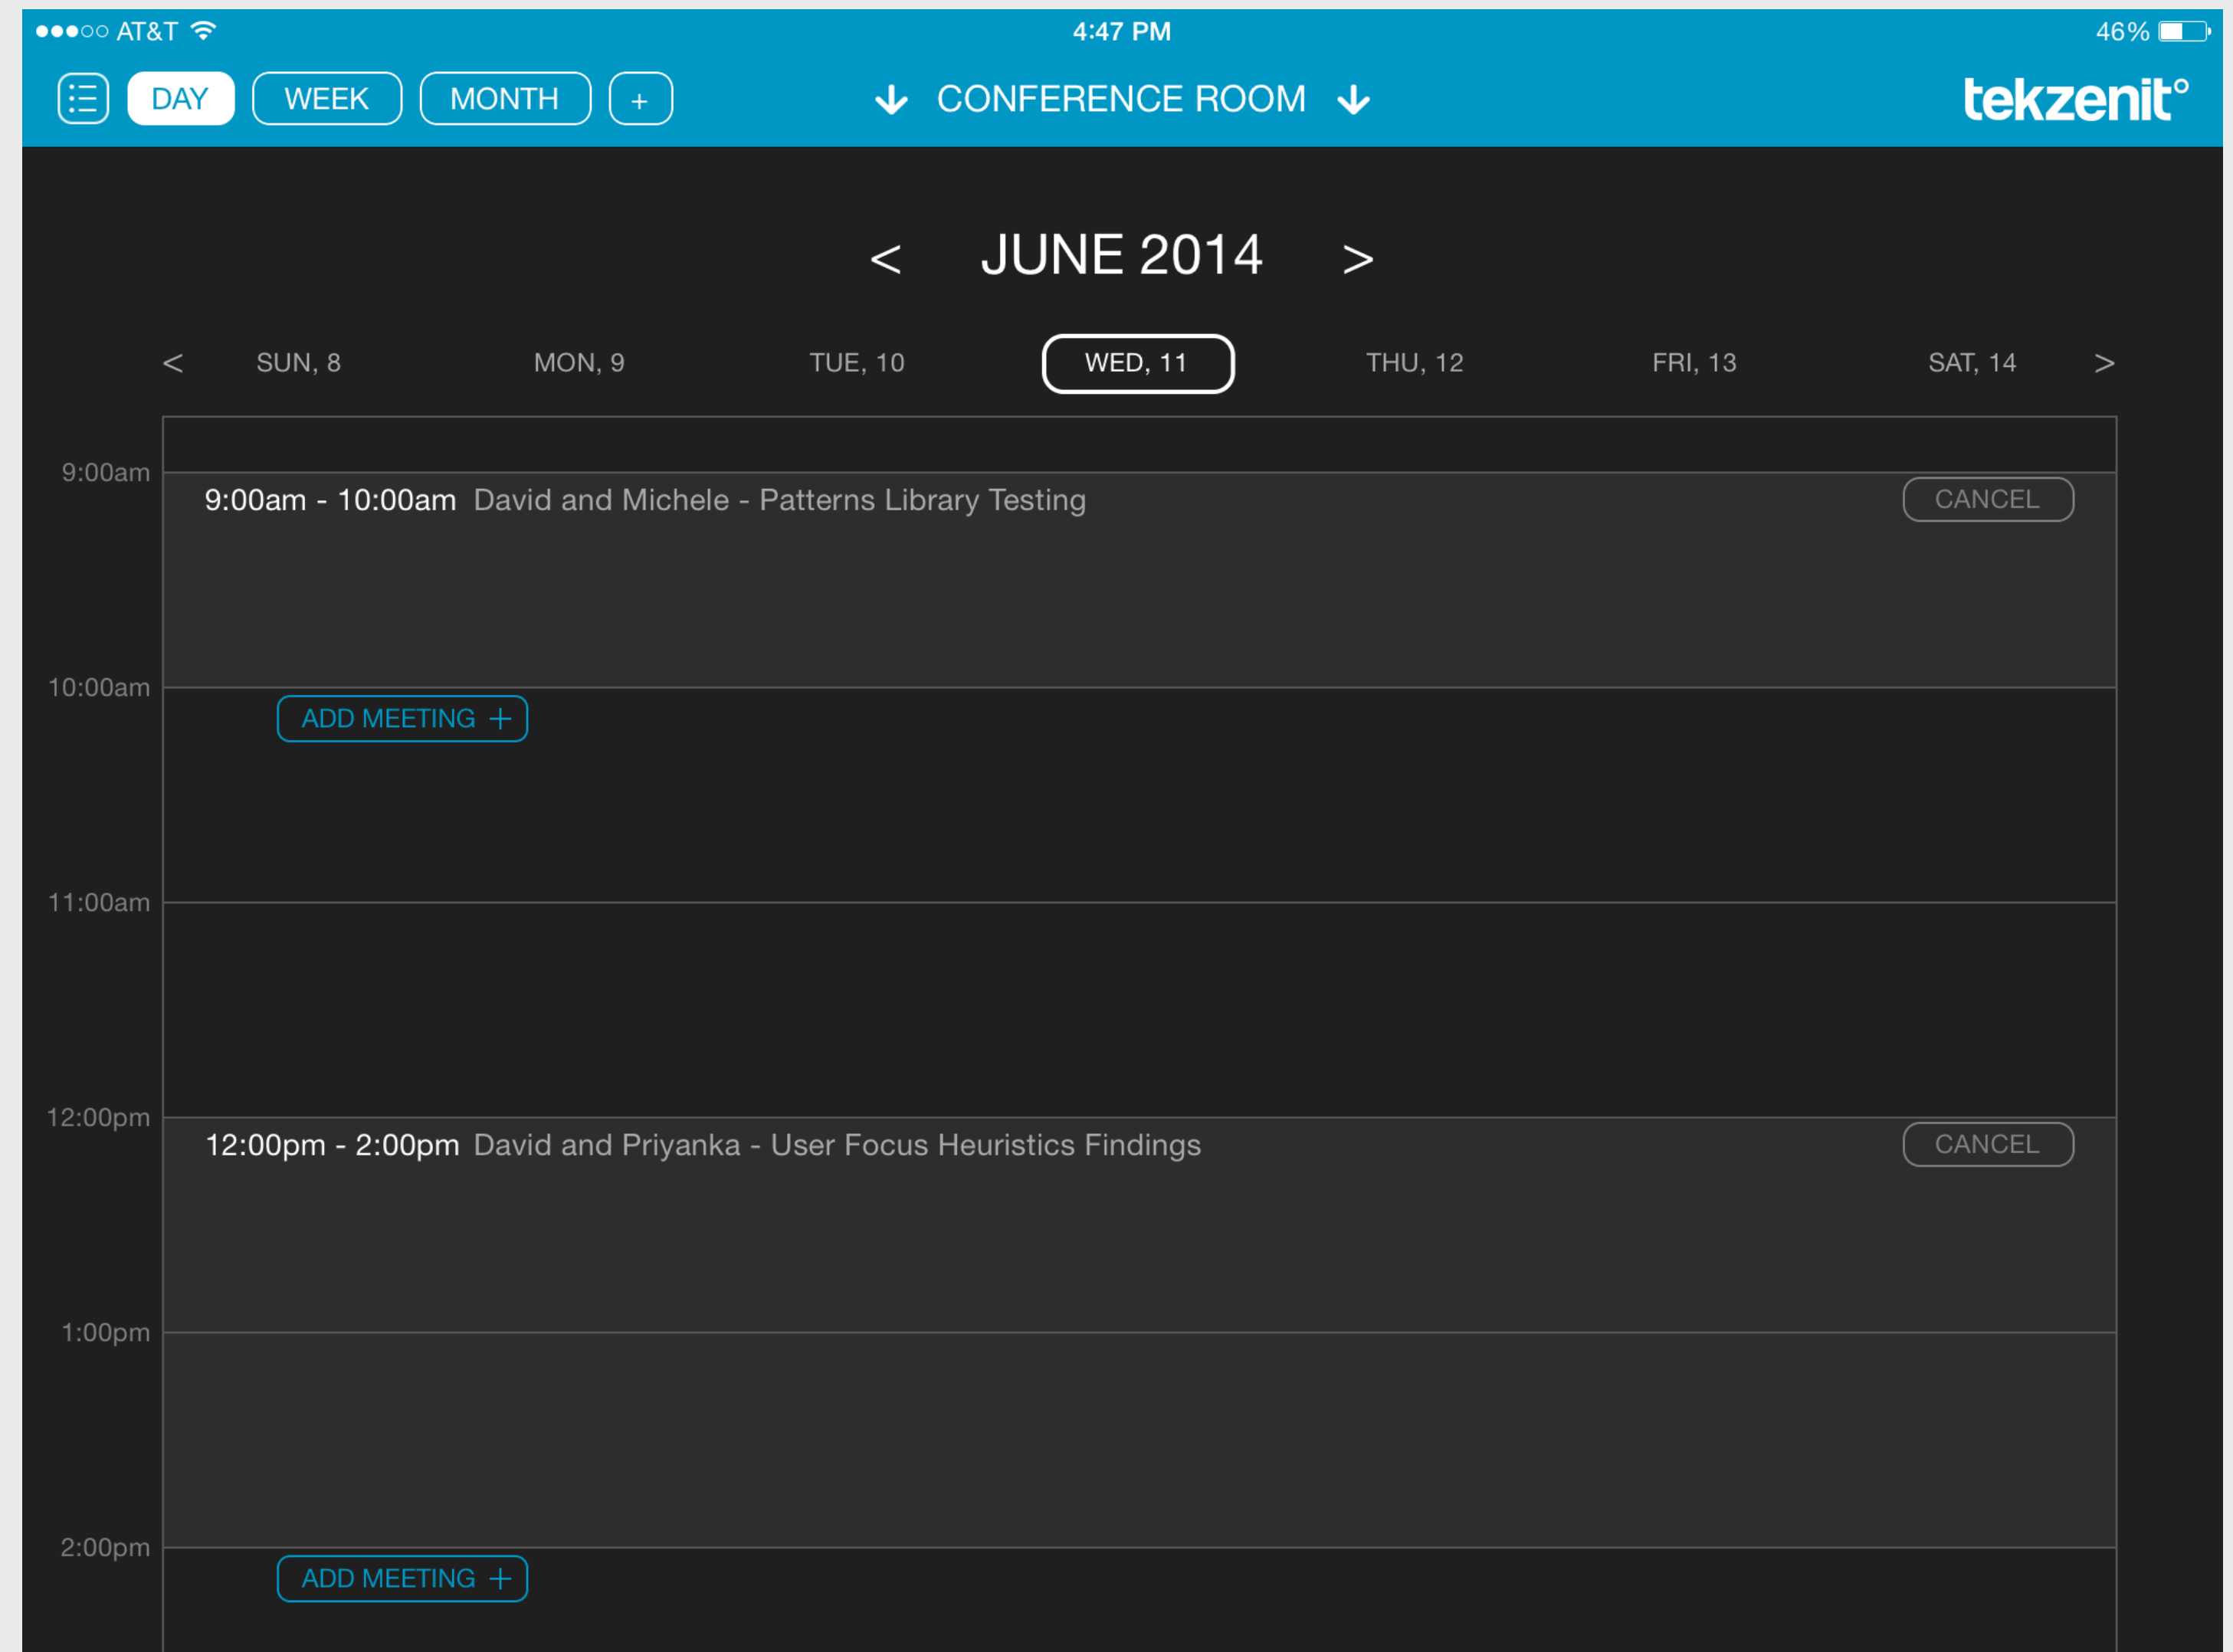 AT&T 4:47 PM 46%
DAY WEEK MONTH + CONFERENCE ROOM tekzenit°
< JUNE 2014 >
< SUN, 8 MON, 9 TUE, 10 WED, 11 THU, 12 FRI, 13 SAT, 14 >
9:00am
9:00am - 10:00am David and Michele - Patterns Library Testing CANCEL
10:00am
ADD MEETING +
11:00am
12:00pm
12:00pm - 2:00pm David and Priyanka - User Focus Heuristics Findings CANCEL
1:00pm
2:00pm
ADD MEETING +